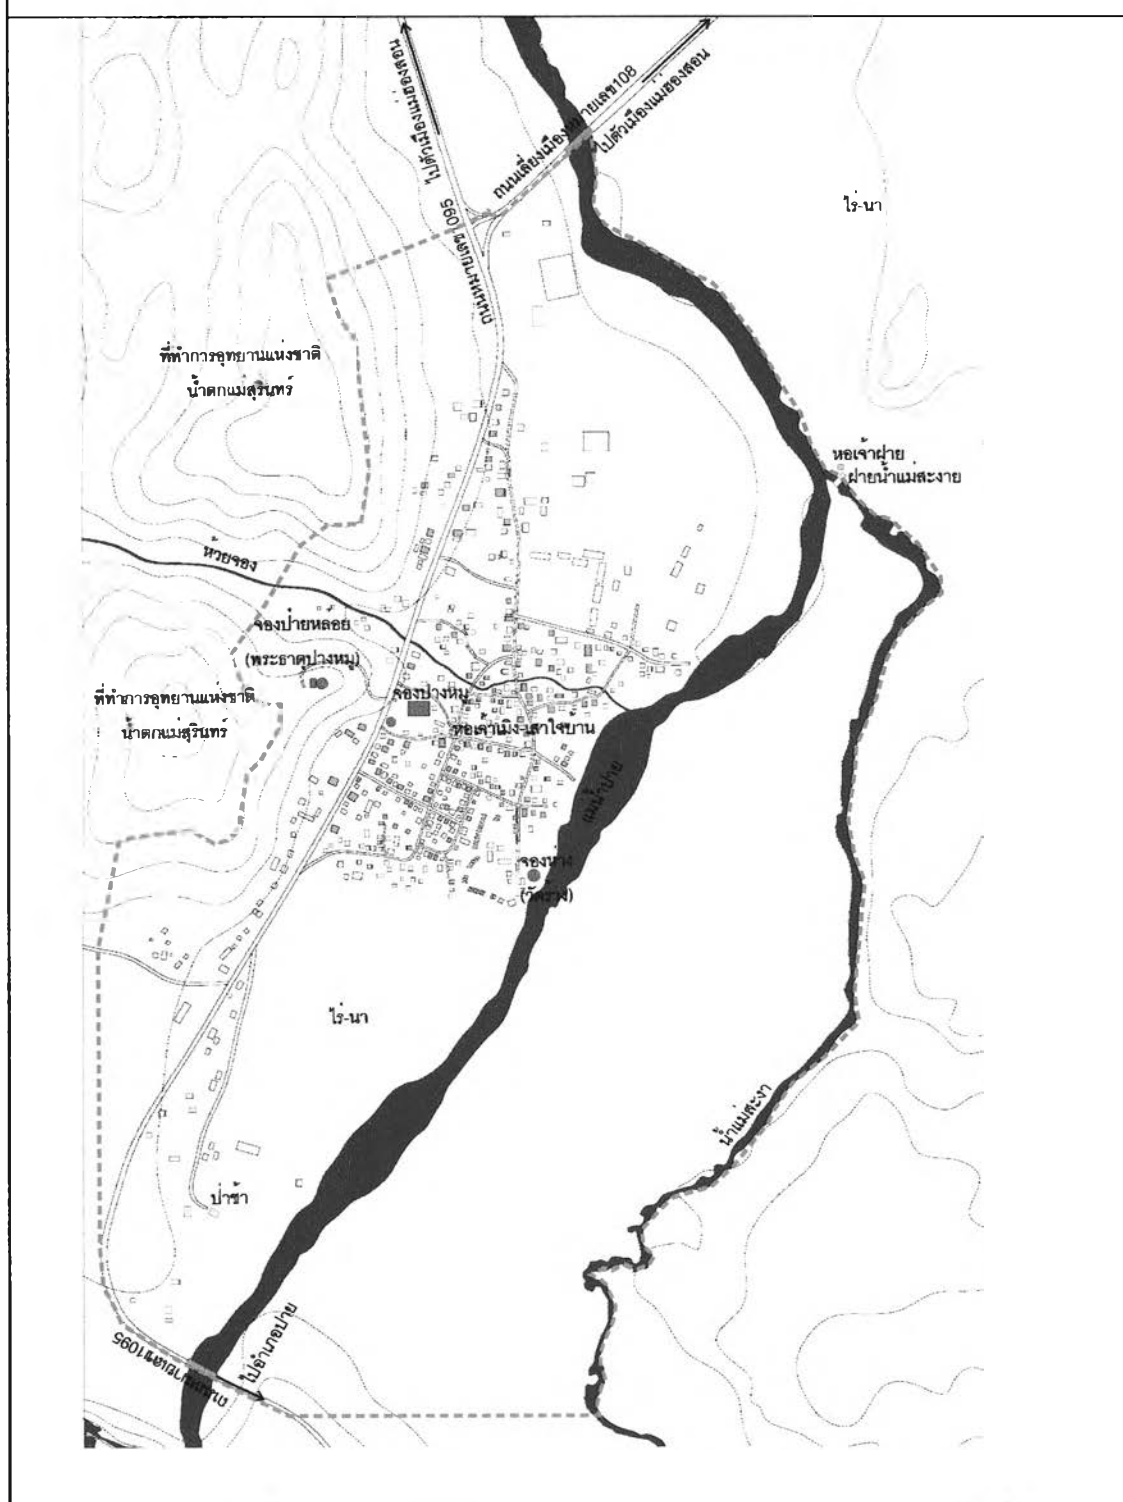 ไปตัวเมืองแม่ฮ่องสอน
ถนนเลี่ยงเมืองหมายเลข108
ไปตัวเมืองแม่ฮ่องสอน
ถนนหมายเลข1095
ไร่-นา
ที่ทำการอุทยานแห่งชาติ
น้ำตกแม่สุรินทร์
หอเจ้าฝาย
ฝายน้ำแม่สะงาย
ห้วยจอง
จองป๋ายหล้อย
(พระธาตุปางหมู)
ที่ทำการอุทยานแห่งชาติ
น้ำตกแม่สุรินทร์
จองปางหมู
หอเจ้าเมิง-เสาใจบ้าน
แม่น้ำปาย
จองน่าง
(วัดร้าง)
ไร่-นา
น้ำแม่สะงา
ป่าช้า
ไปอำเภอปาย
ถนนหมายเลข1095